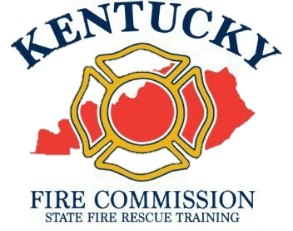 KENTUCKY
FIRE COMMISSION
STATE FIRE RESCUE TRAINING